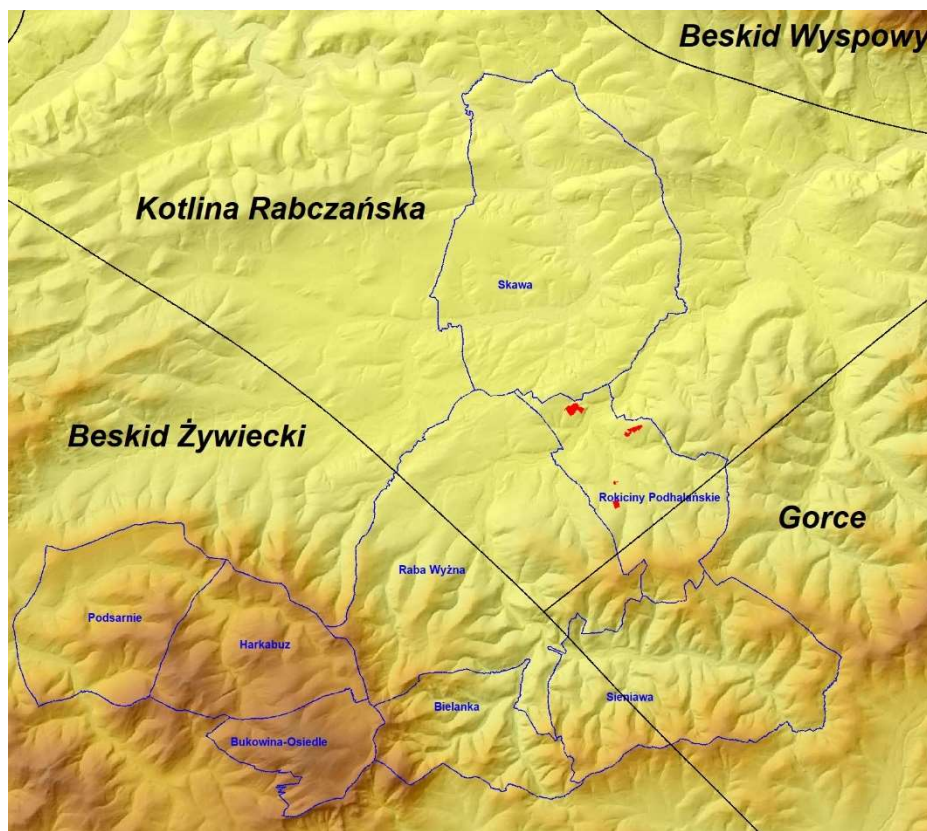 Beskid Wyspowy
Kotlina Rabczańska
Skawa
Beskid Żywiecki
Rokiciny Podhalańskie
Gorce
Raba Wyżna
Podsarnie
Harkabuz
Sieniawa
Bielanka
Bukowina-Osiedle